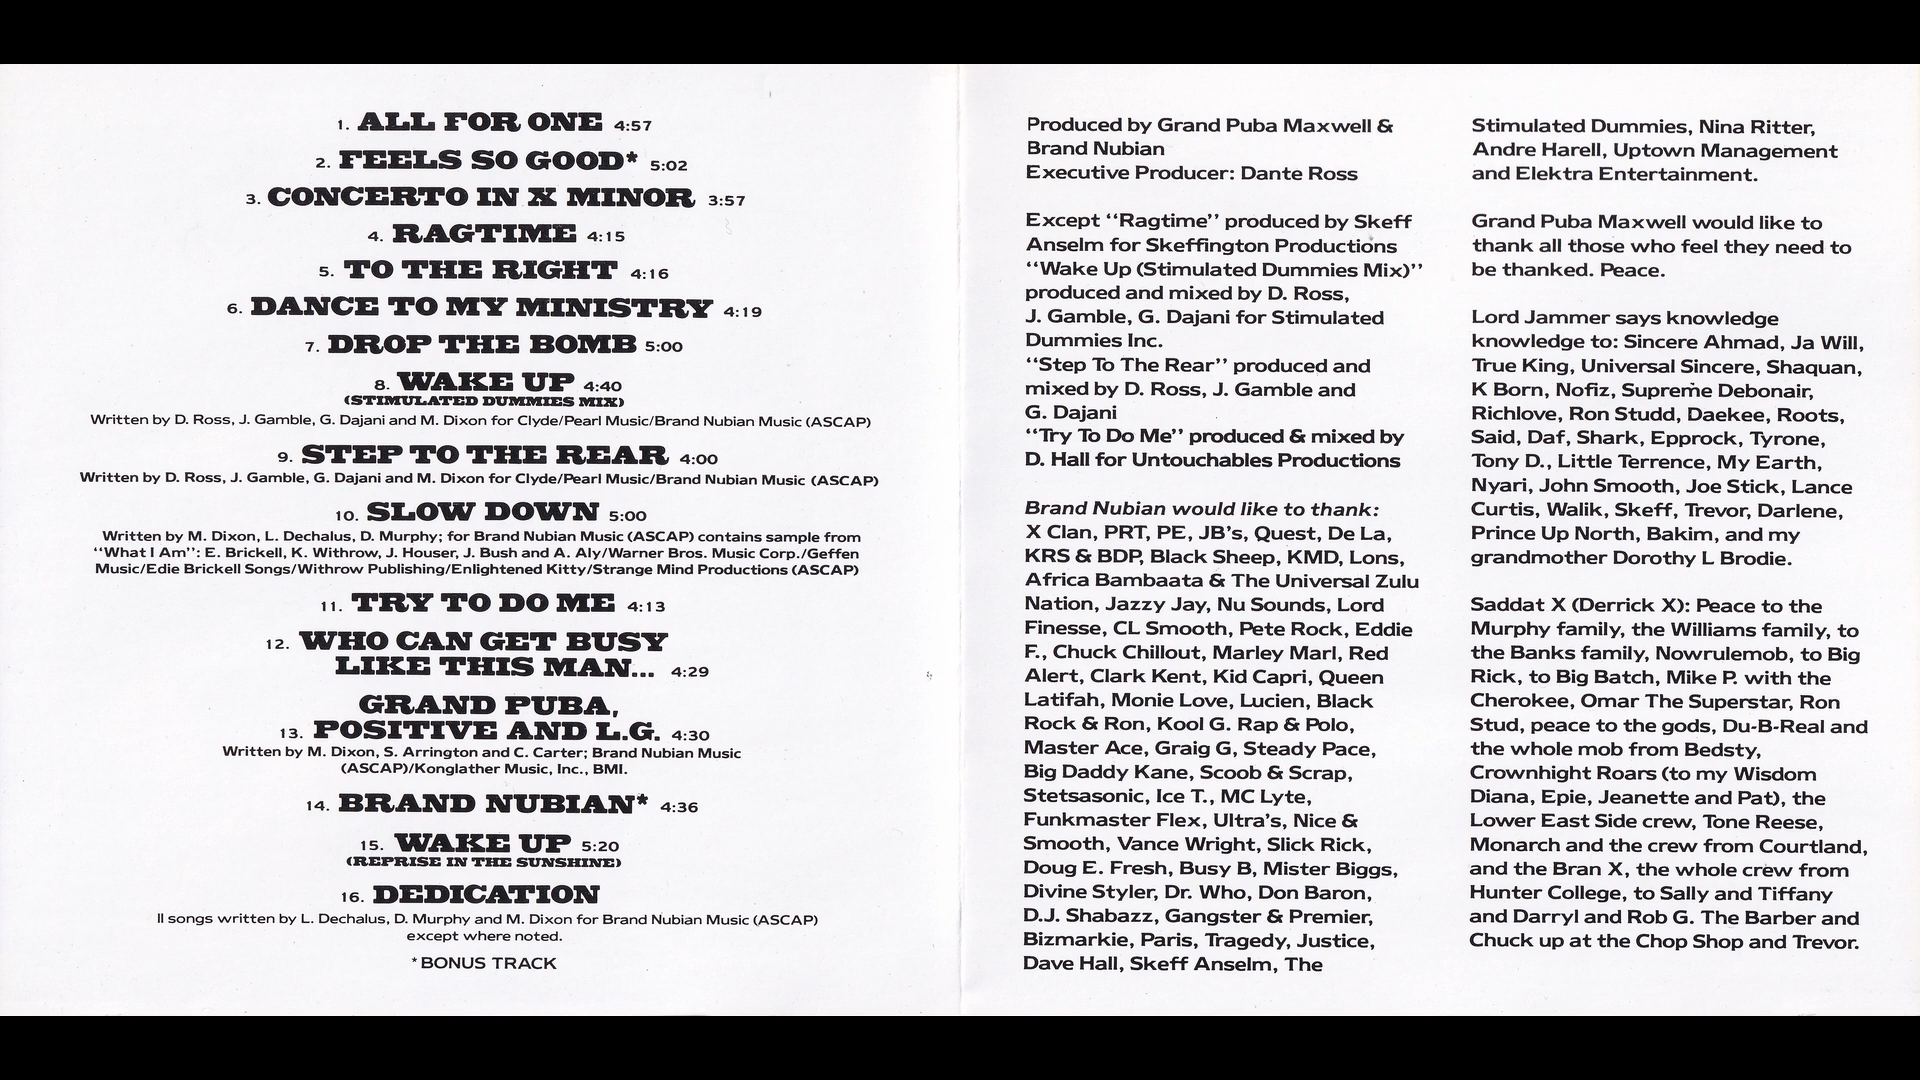 1. ALL FOR ONE 4:57
2. FEELS SO GOOD* 5:02
3. CONCERTO IN X MINOR 3:57
4. RAGTIME 4:15
5. TO THE RIGHT 4:16
6. DANCE TO MY MINISTRY 4:19
7. DROP THE BOMB 5:00
8. WAKE UP 4:40
(STIMULATED DUMMIES MIX)
Written by D. Ross, J. Gamble, G. Dajani and M. Dixon for Clyde/Pearl Music/Brand Nubian Music (ASCAP)
9. STEP TO THE REAR 4:00
Written by D. Ross, J. Gamble, G. Dajani and M. Dixon for Clyde/Pearl Music/Brand Nubian Music (ASCAP)
10. SLOW DOWN 5:00
Written by M. Dixon, L. Dechalus, D. Murphy; for Brand Nubian Music (ASCAP) contains sample from
“What I Am”: E. Brickell, K. Withrow, J. Houser, J. Bush and A. Aly/Warner Bros. Music Corp./Geffen
Music/Edie Brickell Songs/Withrow Publishing/Enlightened Kitty/Strange Mind Productions (ASCAP)
11. TRY TO DO ME 4:13
12. WHO CAN GET BUSY
LIKE THIS MAN... 4:29
GRAND PUBA,
13. POSITIVE AND L.G. 4:30
Written by M. Dixon, S. Arrington and C. Carter; Brand Nubian Music
(ASCAP)/Konglather Music, Inc., BMI.
14. BRAND NUBIAN* 4:36
15. WAKE UP 5:20
(REPRISE IN THE SUNSHINE)
16. DEDICATION
ll songs written by L. Dechalus, D. Murphy and M. Dixon for Brand Nubian Music (ASCAP)
except where noted.
*BONUS TRACK
Produced by Grand Puba Maxwell &
Brand Nubian
Executive Producer: Dante Ross
Except “Ragtime” produced by Skeff
Anselm for Skeffington Productions
“Wake Up (Stimulated Dummies Mix)”
produced and mixed by D. Ross,
J. Gamble, G. Dajani for Stimulated
Dummies Inc.
“Step To The Rear” produced and
mixed by D. Ross, J. Gamble and
G. Dajani
“Try To Do Me” produced & mixed by
D. Hall for Untouchables Productions
Brand Nubian would like to thank:
X Clan, PRT, PE, JB’s, Quest, De La,
KRS & BDP, Black Sheep, KMD, Lons,
Africa Bambaata & The Universal Zulu
Nation, Jazzy Jay, Nu Sounds, Lord
Finesse, CL Smooth, Pete Rock, Eddie
F., Chuck Chillout, Marley Marl, Red
Alert, Clark Kent, Kid Capri, Queen
Latifah, Monie Love, Lucien, Black
Rock & Ron, Kool G. Rap & Polo,
Master Ace, Graig G, Steady Pace,
Big Daddy Kane, Scoob & Scrap,
Stetsasonic, Ice T., MC Lyte,
Funkmaster Flex, Ultra’s, Nice &
Smooth, Vance Wright, Slick Rick,
Doug E. Fresh, Busy B, Mister Biggs,
Divine Styler, Dr. Who, Don Baron,
D.J. Shabazz, Gangster & Premier,
Bizmarkie, Paris, Tragedy, Justice,
Dave Hall, Skeff Anselm, The
Stimulated Dummies, Nina Ritter,
Andre Harell, Uptown Management
and Elektra Entertainment.
Grand Puba Maxwell would like to
thank all those who feel they need to
be thanked. Peace.
Lord Jammer says knowledge
knowledge to: Sincere Ahmad, Ja Will,
True King, Universal Sincere, Shaquan,
K Born, Nofiz, Supreme Debonair,
Richlove, Ron Studd, Daekee, Roots,
Said, Daf, Shark, Epprock, Tyrone,
Tony D., Little Terrence, My Earth,
Nyari, John Smooth, Joe Stick, Lance
Curtis, Walik, Skeff, Trevor, Darlene,
Prince Up North, Bakim, and my
grandmother Dorothy L Brodie.
Saddat X (Derrick X): Peace to the
Murphy family, the Williams family, to
the Banks family, Nowrulemob, to Big
Rick, to Big Batch, Mike P. with the
Cherokee, Omar The Superstar, Ron
Stud, peace to the gods, Du-B-Real and
the whole mob from Bedsty,
Crownhight Roars (to my Wisdom
Diana, Epie, Jeanette and Pat), the
Lower East Side crew, Tone Reese,
Monarch and the crew from Courtland,
and the Bran X, the whole crew from
Hunter College, to Sally and Tiffany
and Darryl and Rob G. The Barber and
Chuck up at the Chop Shop and Trevor.